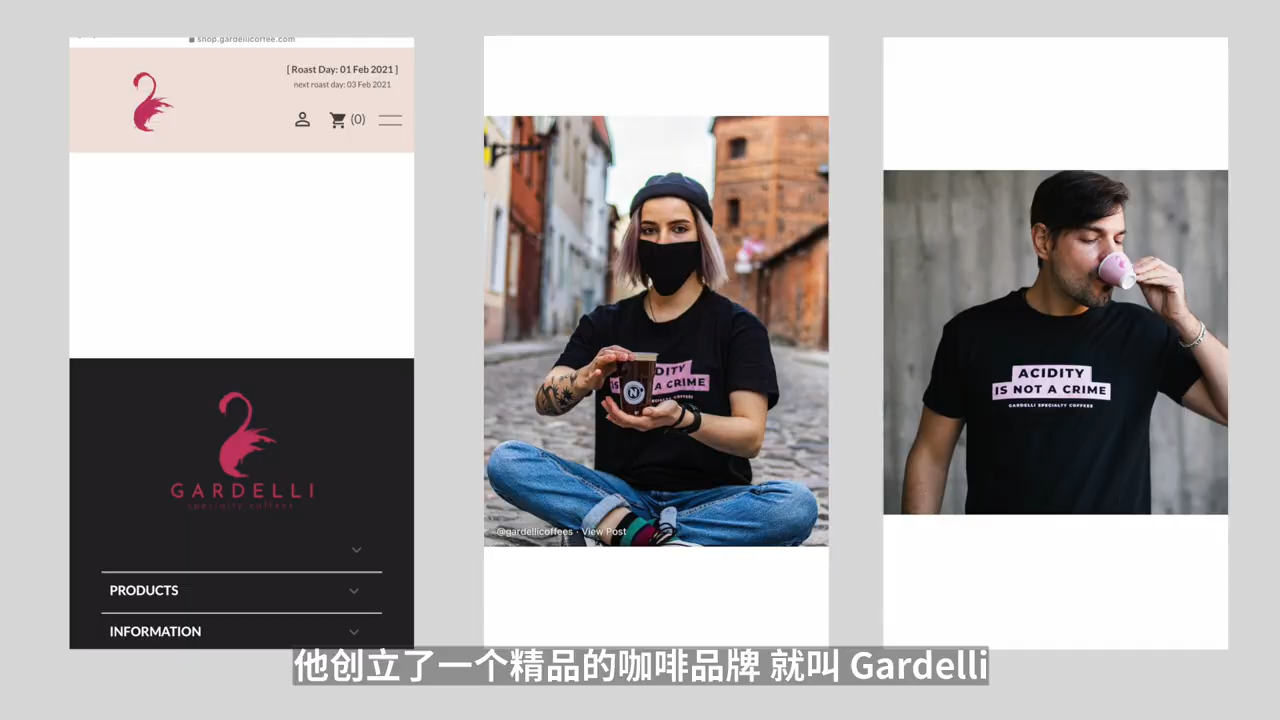 shop.gardellicoffee.com
[ Roast Day: 01 Feb 2021 ]
next roast day: 03 Feb 2021
(0)
GARDELLI
specialty coffees
PRODUCTS
INFORMATION
IDITY
IS A CRIME
N
@gardellicoffees · View Post
ACIDITY
IS NOT A CRIME
GARDELLI SPECIALTY COFFEES
他创立了一个精品的咖啡品牌 就叫 Gardelli